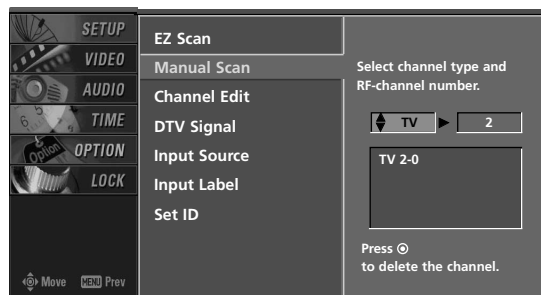 SETUP
VIDEO
AUDIO
TIME
OPTION
LOCK
Move MENU Prev
EZ Scan
Manual Scan
Channel Edit
DTV Signal
Input Source
Input Label
Set ID
Select channel type and
RF-channel number.
TV 2
TV 2-0
Press
to delete the channel.